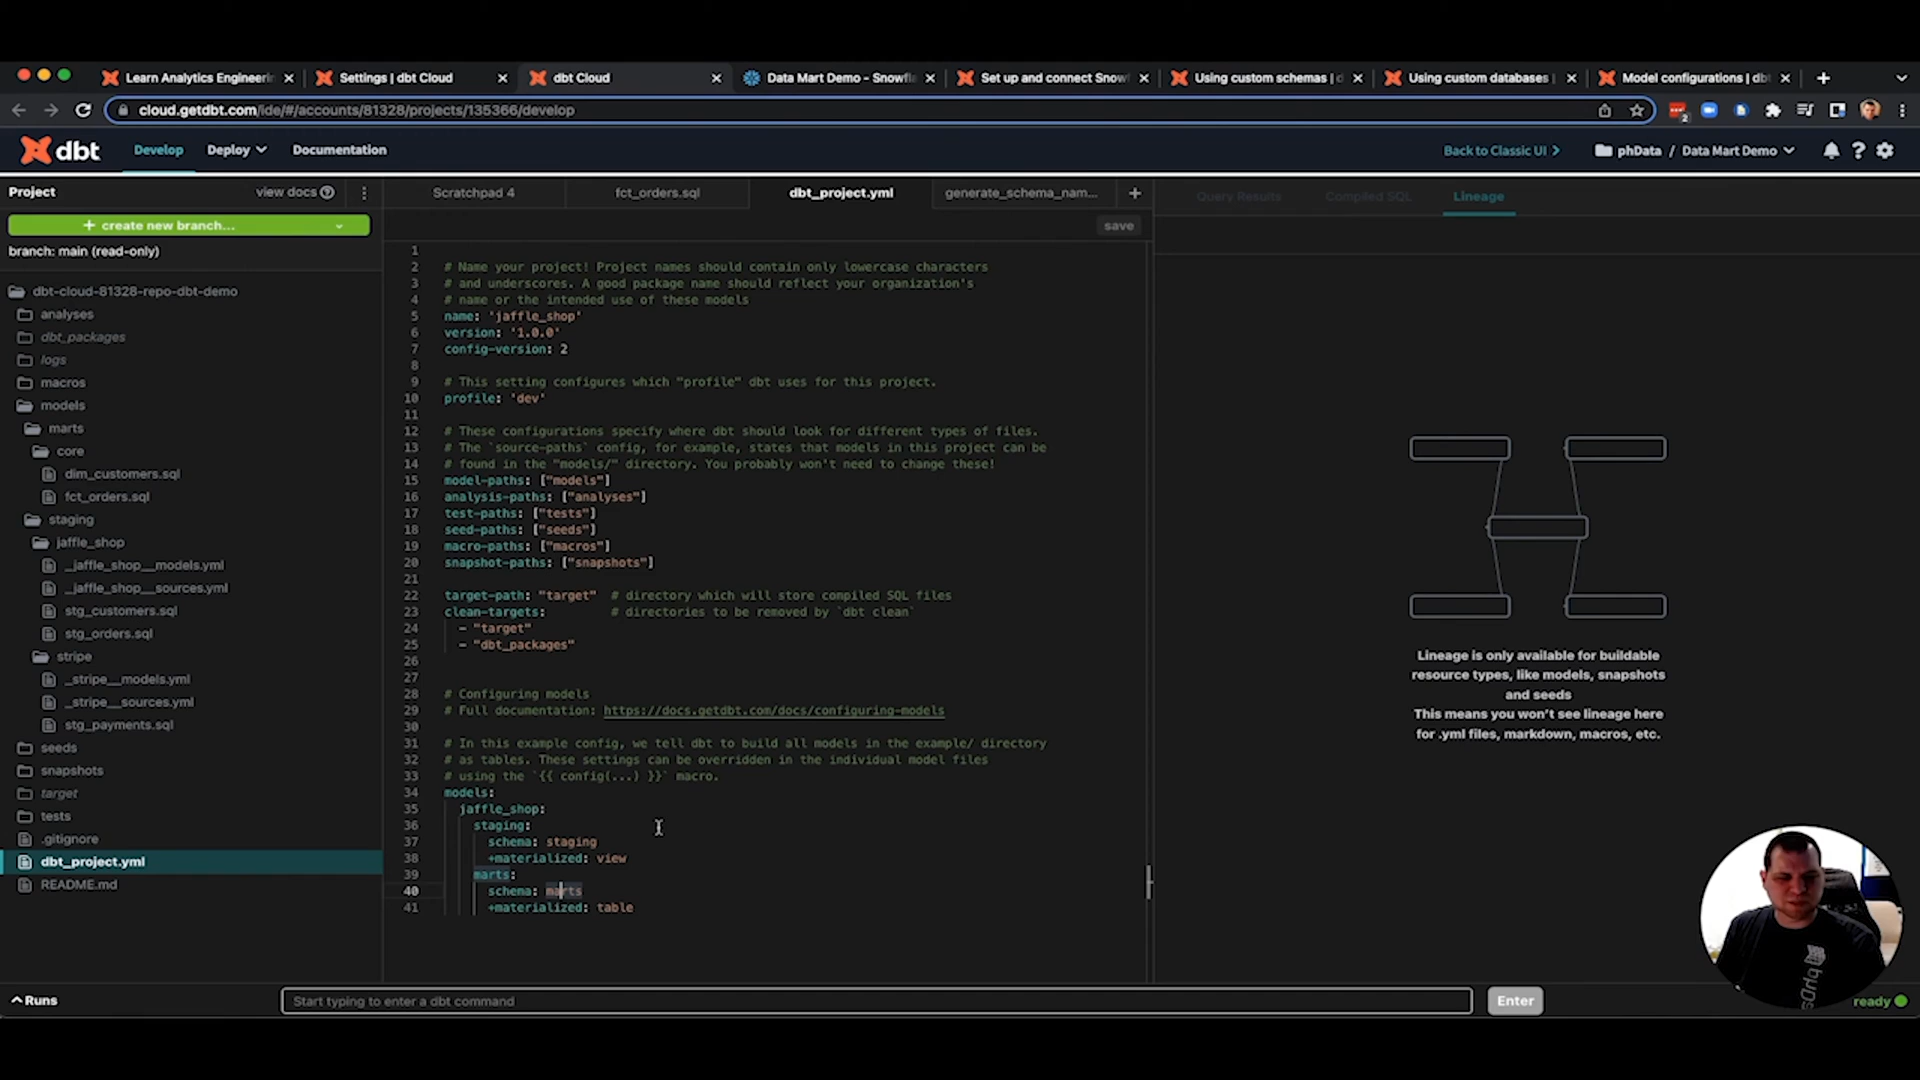 Learn Analytics Engineerin
Settings | dbt Cloud
dbt Cloud
Data Mart Demo - Snowfl
Set up and connect Snow
Using custom schemas | d
Using custom databases |
Model configurations | dbt
cloud.getdbt.com/ide/#/accounts/81328/projects/135366/develop
2
dbt
Develop
Deploy
Documentation
Back to Classic UI
phData / Data Mart Demo
Project
view docs
Scratchpad 4
fct_orders.sql
dbt_project.yml
generate_schema_nam...
Query Results
Compiled SQL
Lineage
+ create new branch...
save
branch: main (read-only)
dbt-cloud-81328-repo-dbt-demo
analyses
dbt_packages
logs
macros
models
marts
core
dim_customers.sql
fct_orders.sql
staging
jaffle_shop
_jaffle_shop__models.yml
_jaffle_shop__sources.yml
stg_customers.sql
stg_orders.sql
stripe
_stripe__models.yml
_stripe__sources.yml
stg_payments.sql
seeds
snapshots
target
tests
.gitignore
dbt_project.yml
README.md
1
2 # Name your project! Project names should contain only lowercase characters
3 # and underscores. A good package name should reflect your organization's
4 # name or the intended use of these models
5 name: 'jaffle_shop'
6 version: '1.0.0'
7 config-version: 2
8
9 # This setting configures which "profile" dbt uses for this project.
10 profile: 'dev'
11
12 # These configurations specify where dbt should look for different types of files.
13 # The `source-paths` config, for example, states that models in this project can be
14 # found in the "models/" directory. You probably won't need to change these!
15 model-paths: ["models"]
16 analysis-paths: ["analyses"]
17 test-paths: ["tests"]
18 seed-paths: ["seeds"]
19 macro-paths: ["macros"]
20 snapshot-paths: ["snapshots"]
21
22 target-path: "target" # directory which will store compiled SQL files
23 clean-targets: # directories to be removed by `dbt clean`
24 - "target"
25 - "dbt_packages"
26
27
28 # Configuring models
29 # Full documentation: https://docs.getdbt.com/docs/configuring-models
30
31 # In this example config, we tell dbt to build all models in the example/ directory
32 # as tables. These settings can be overridden in the individual model files
33 # using the `{{ config(...) }}` macro.
34 models:
35 jaffle_shop:
36 staging:
37 schema: staging
38 +materialized: view
39 marts:
40 schema: marts
41 +materialized: table
Lineage is only available for buildable
resource types, like models, snapshots
and seeds
This means you won't see lineage here
for .yml files, markdown, macros, etc.
Runs
Start typing to enter a dbt command
Enter
ready